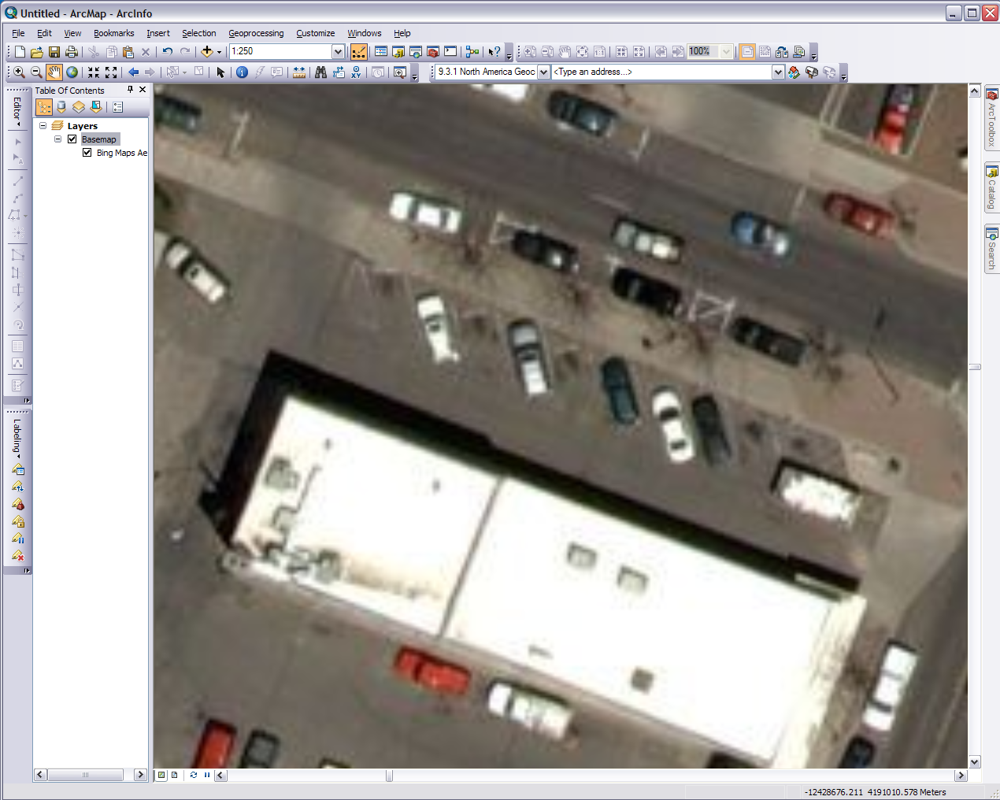 Untitled - ArcMap - ArcInfo
File Edit View Bookmarks Insert Selection Geoprocessing Customize Windows Help
1:250
100%
9.3.1 North America Geoc
<Type an address...>
Editor
Table Of Contents
Layers
Basemap
Bing Maps Ae
Labeling
ArcToolbox
Catalog
Search
-12428676.211 4191010.578 Meters